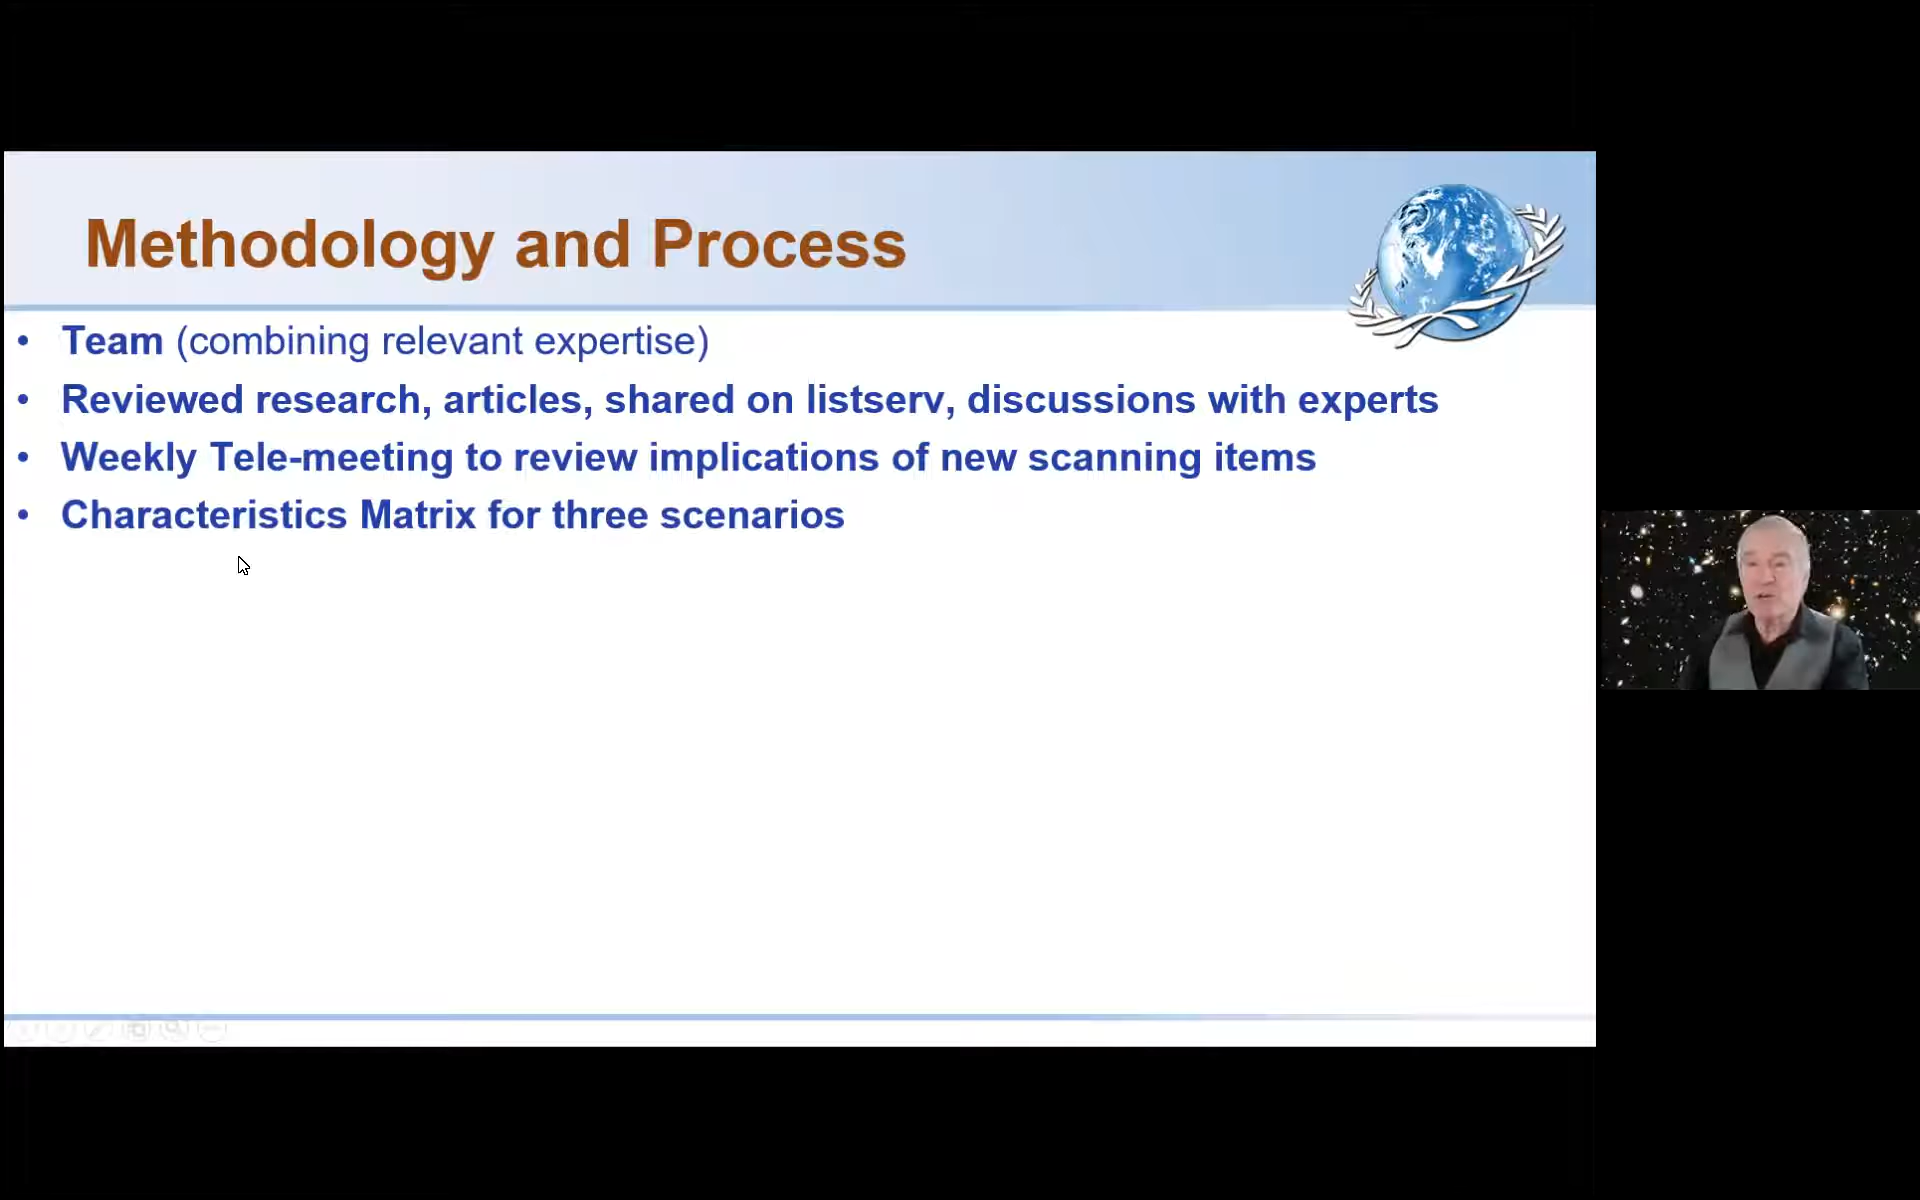 Methodology and Process
• Team (combining relevant expertise)
• Reviewed research, articles, shared on listserv, discussions with experts
• Weekly Tele-meeting to review implications of new scanning items
• Characteristics Matrix for three scenarios